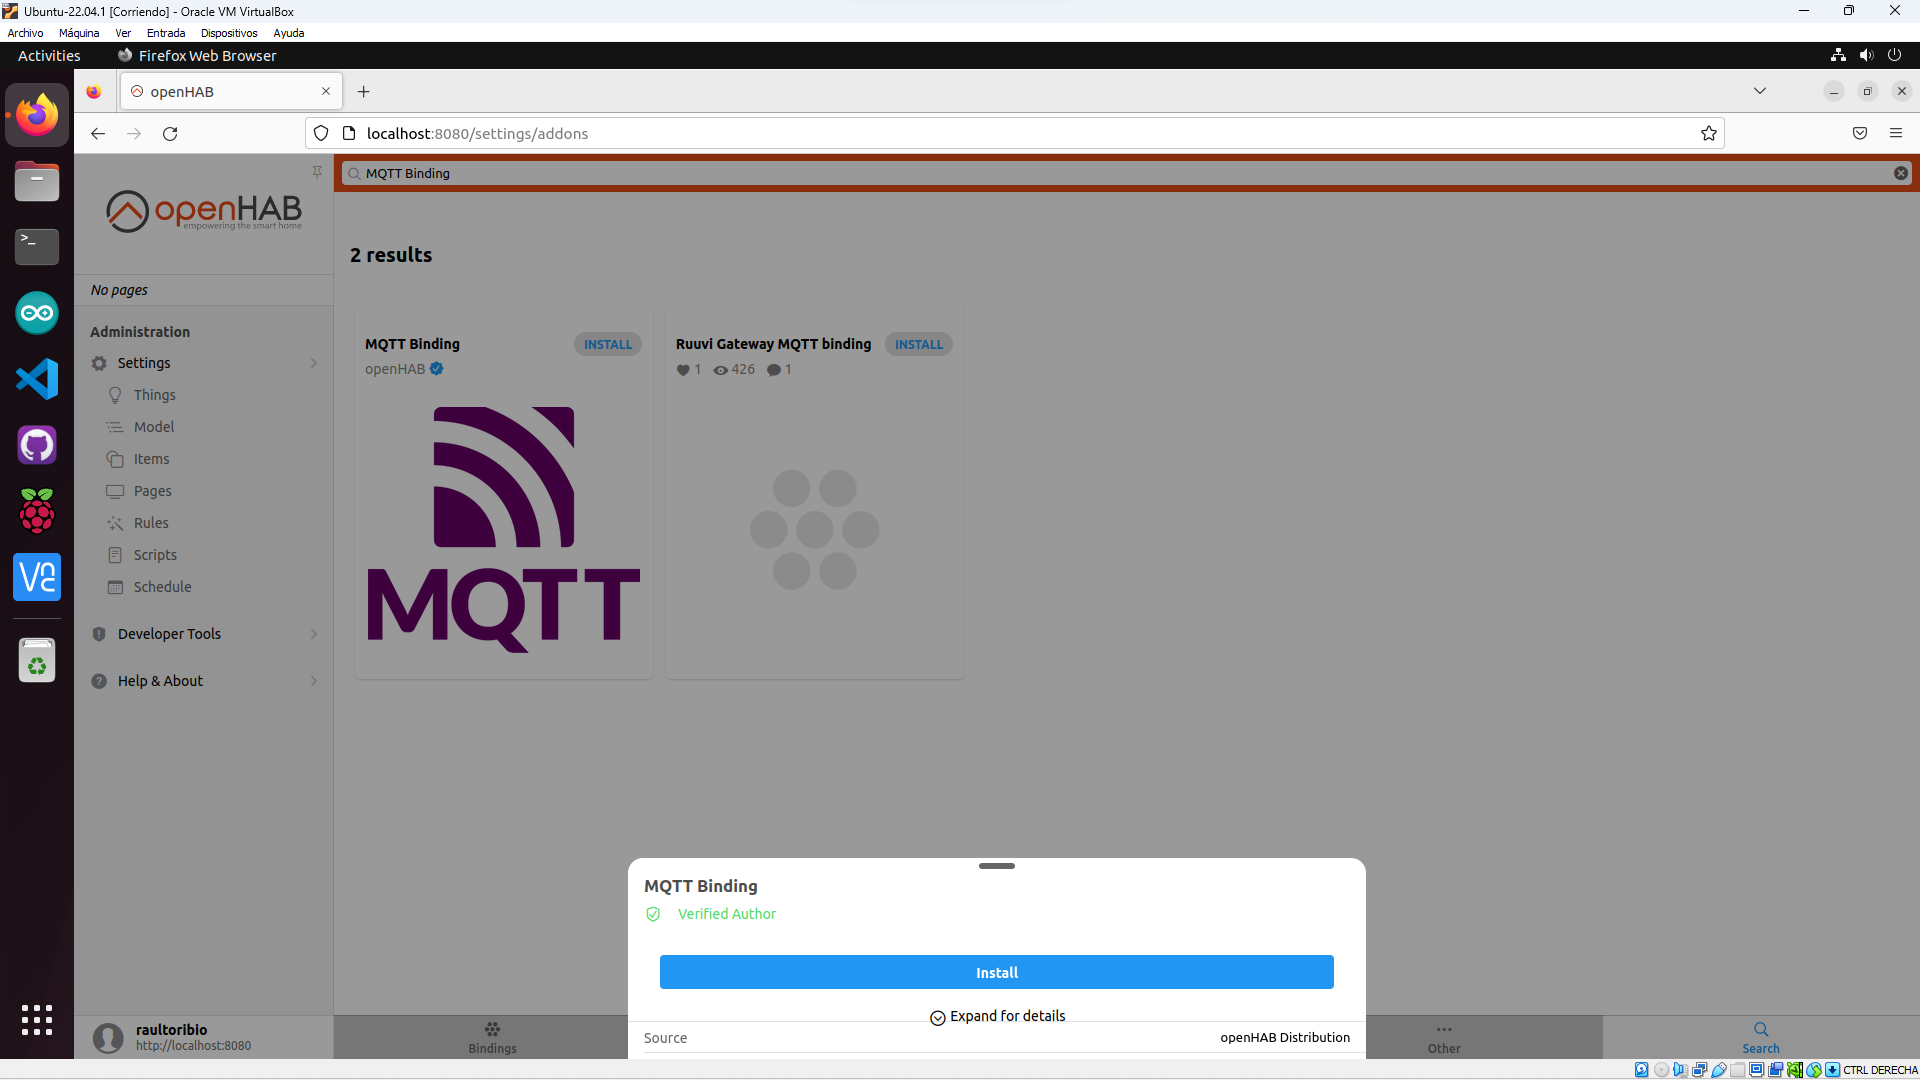 Ubuntu-22.04.1 [Corriendo] - Oracle VM VirtualBox
Archivo Máquina Ver Entrada Dispositivos Ayuda
Activities Firefox Web Browser
openHAB
localhost:8080/settings/addons
openHAB
empowering the smart home
MQTT Binding
No pages
2 results
Administration
Settings
Things
Model
Items
Pages
Rules
Scripts
Schedule
Developer Tools
Help & About
MQTT Binding INSTALL
openHAB
MQTT
Ruuvi Gateway MQTT binding INSTALL
1 426 1
MQTT Binding
Verified Author
Install
Expand for details
Source openHAB Distribution
raultoribio
http://localhost:8080
Bindings
Other
Search
CTRL DERECHA